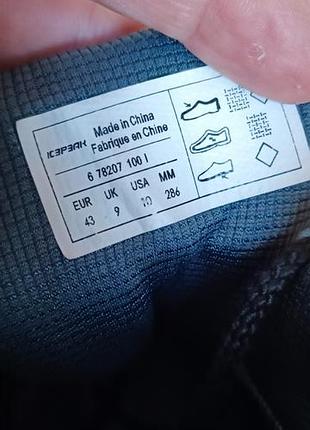 ICEPEAK
Made in China
Fabriqué en Chine
6 78207 100 I
EUR UK USA MM
43 9 10 286